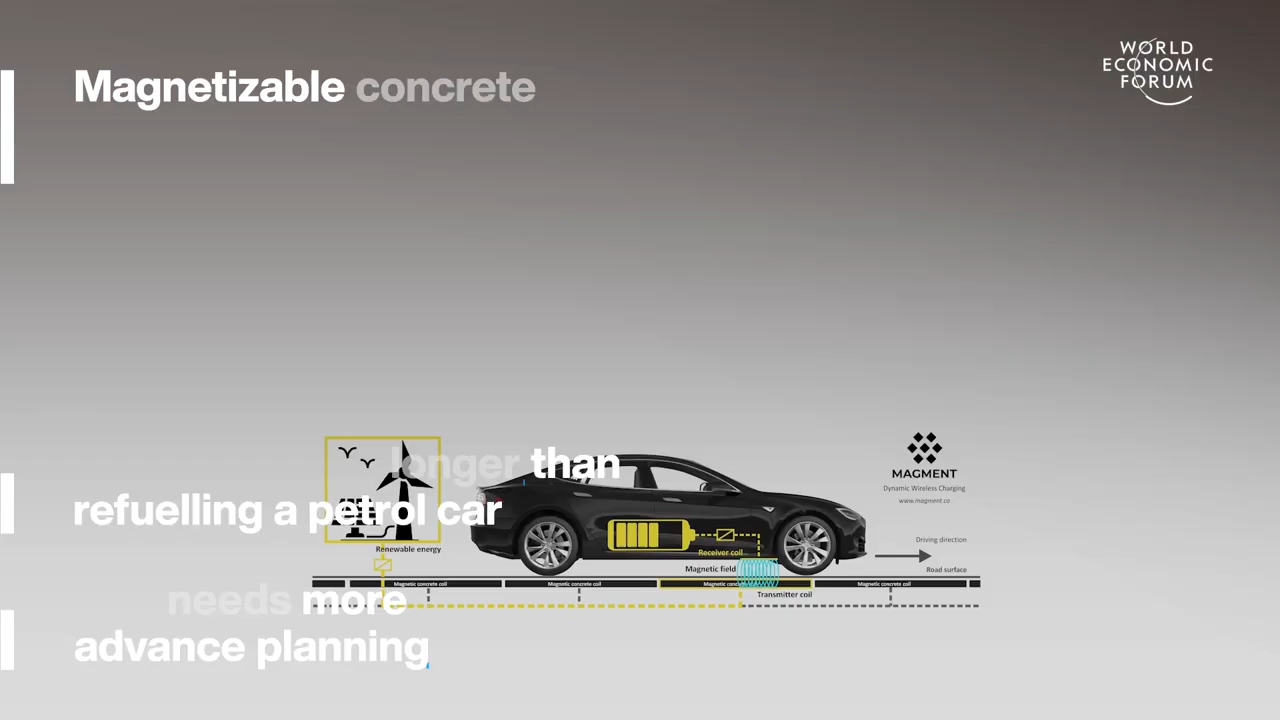 Magnetizable concrete
WORLD
ECONOMIC
FORUM
longer than
refuelling a petrol car
needs more
advance planning
Renewable energy
Receiver coil
Magnetic field
Transmitter coil
Magnetic concrete coil
Magnetic concrete coil
Magnetic
Magnetic concrete coil
MAGMENT
Dynamic Wireless Charging
www.magment.co
Driving direction
Road surface